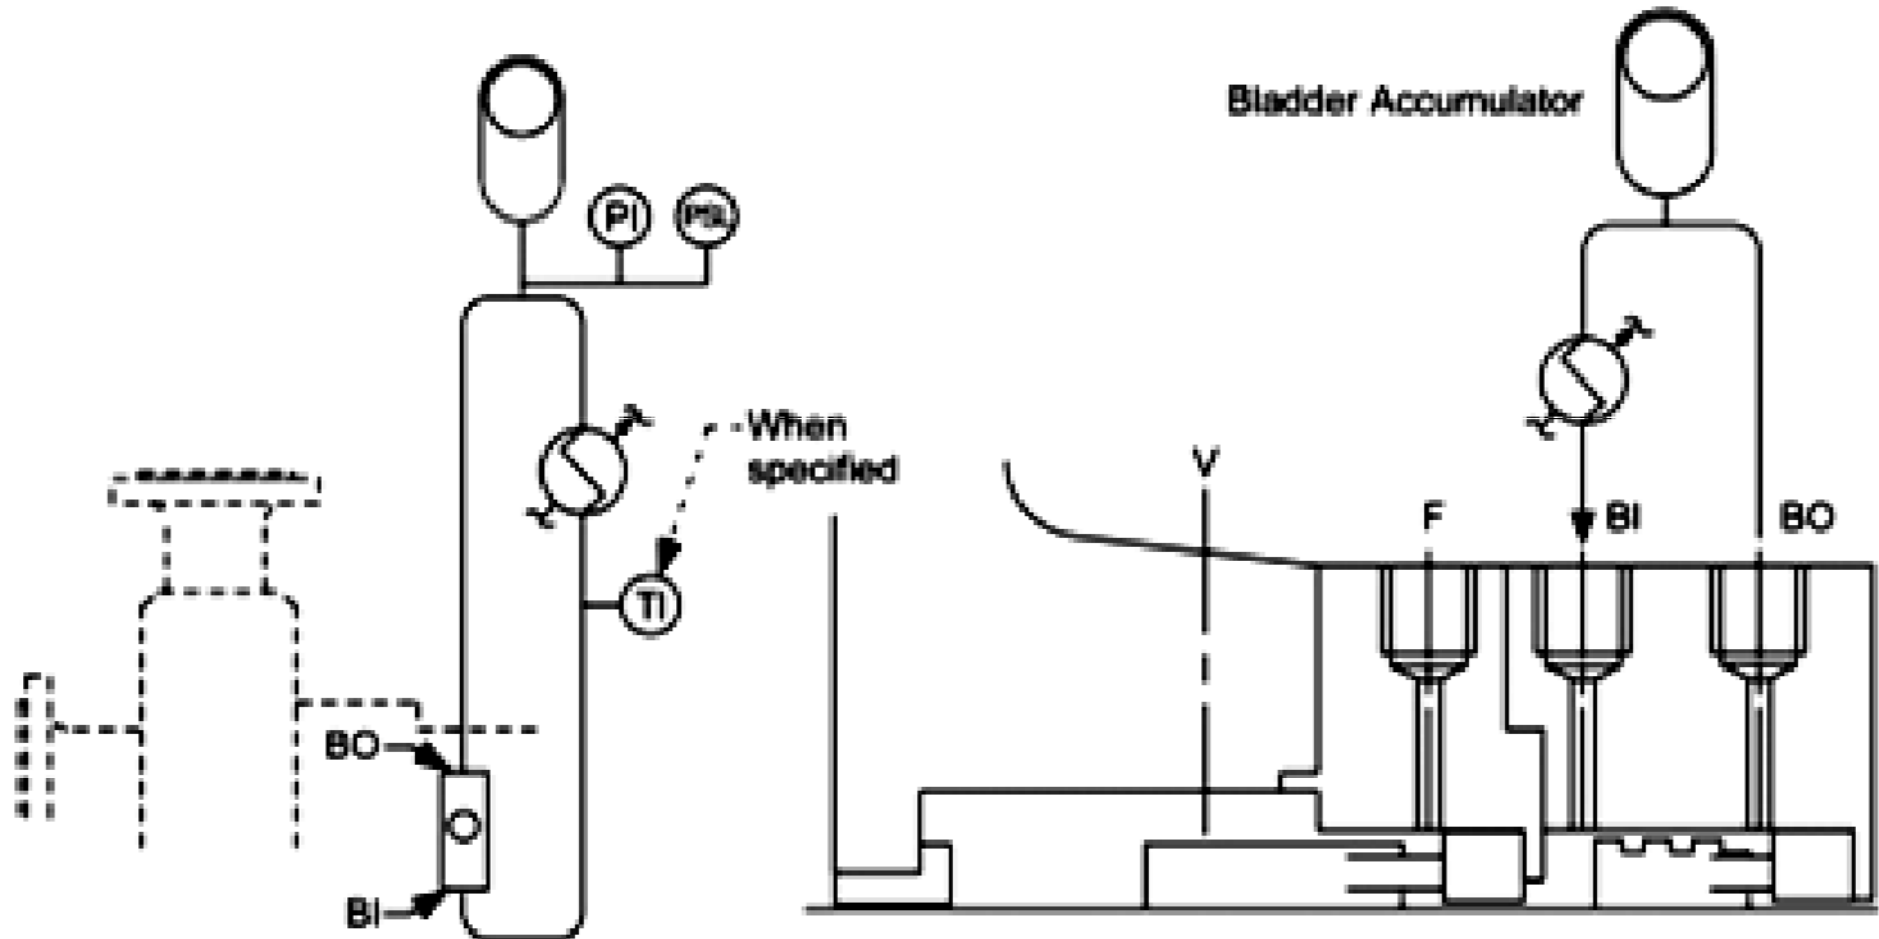 Bladder Accumulator
PI
PSL
When
specified
TI
V
F
BI
BO
BO
BI